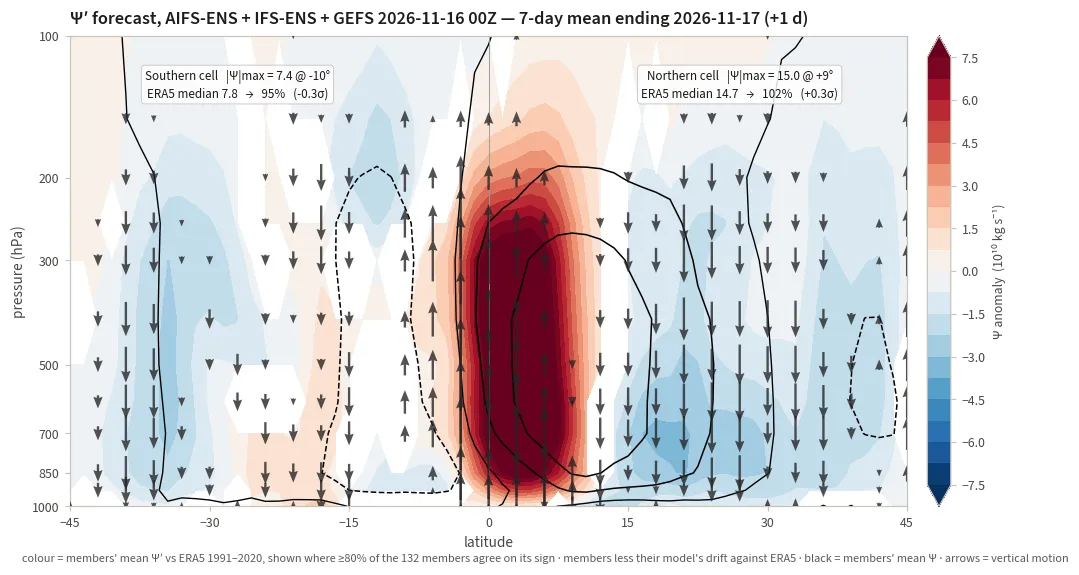 Ψ′ forecast, AIFS-ENS + IFS-ENS + GEFS 2026-11-16 00Z — 7-day mean ending 2026-11-17 (+1 d)
Southern cell |Ψ|max = 7.4 @ -10°
ERA5 median 7.8 → 95% (-0.3σ)
Northern cell |Ψ|max = 15.0 @ +9°
ERA5 median 14.7 → 102% (+0.3σ)
pressure (hPa)
100
200
300
400
500
700
850
1000
−45
−30
−15
0
15
30
45
latitude
7.5
6.0
4.5
3.0
1.5
0.0
−1.5
−3.0
−4.5
−6.0
−7.5
Ψ anomaly (10¹⁰ kg s⁻¹)
colour = members' mean Ψ′ vs ERA5 1991–2020, shown where ≥80% of the 132 members agree on its sign · members less their model's drift against ERA5 · black = members' mean Ψ · arrows = vertical motion